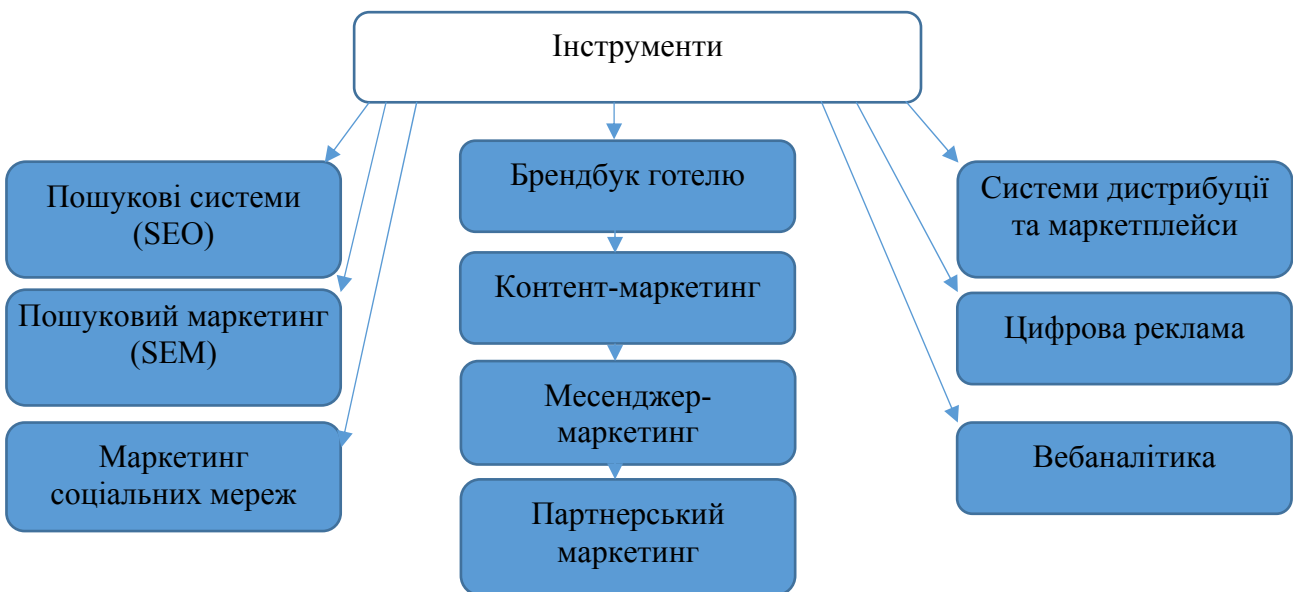 Інструменти
Пошукові системи
(SEO)
Пошуковий маркетинг
(SEM)
Маркетинг
соціальних мереж
Брендбук готелю
Контент-маркетинг
Месенджер-
маркетинг
Партнерський
маркетинг
Системи дистрибуції
та маркетплейси
Цифрова реклама
Вебаналітика